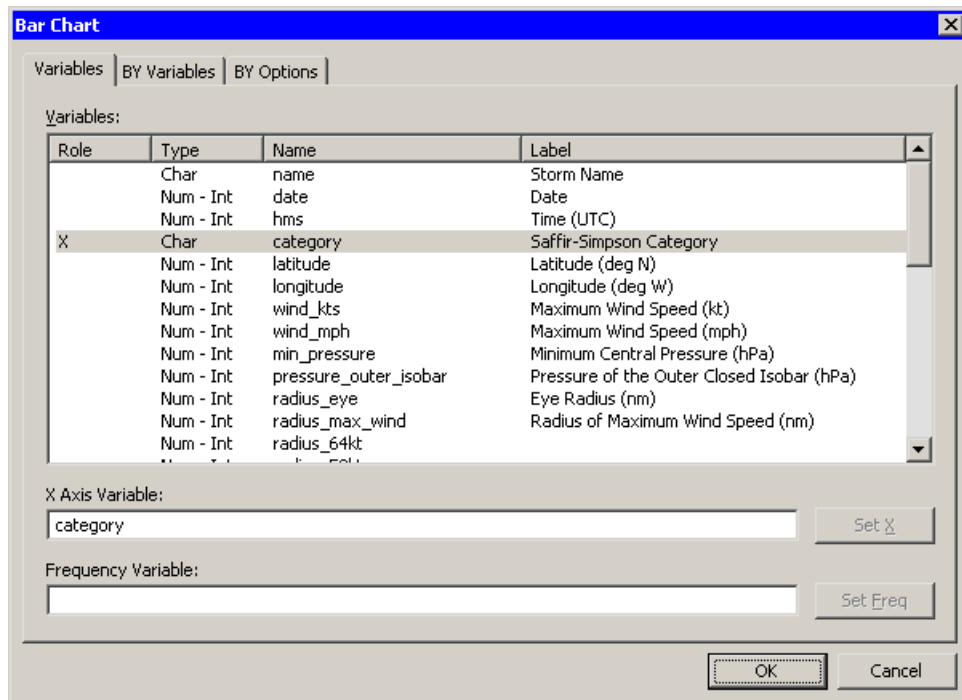 Bar Chart
Variables BY Variables BY Options
Variables:
Role Type Name Label
Char name Storm Name
Num - Int date Date
Num - Int hms Time (UTC)
X Char category Saffir-Simpson Category
Num - Int latitude Latitude (deg N)
Num - Int longitude Longitude (deg W)
Num - Int wind_kts Maximum Wind Speed (kt)
Num - Int wind_mph Maximum Wind Speed (mph)
Num - Int min_pressure Minimum Central Pressure (hPa)
Num - Int pressure_outer_isobar Pressure of the Outer Closed Isobar (hPa)
Num - Int radius_eye Eye Radius (nm)
Num - Int radius_max_wind Radius of Maximum Wind Speed (nm)
Num - Int radius_64kt
X Axis Variable:
category Set X
Frequency Variable:
Set Freq
OK Cancel